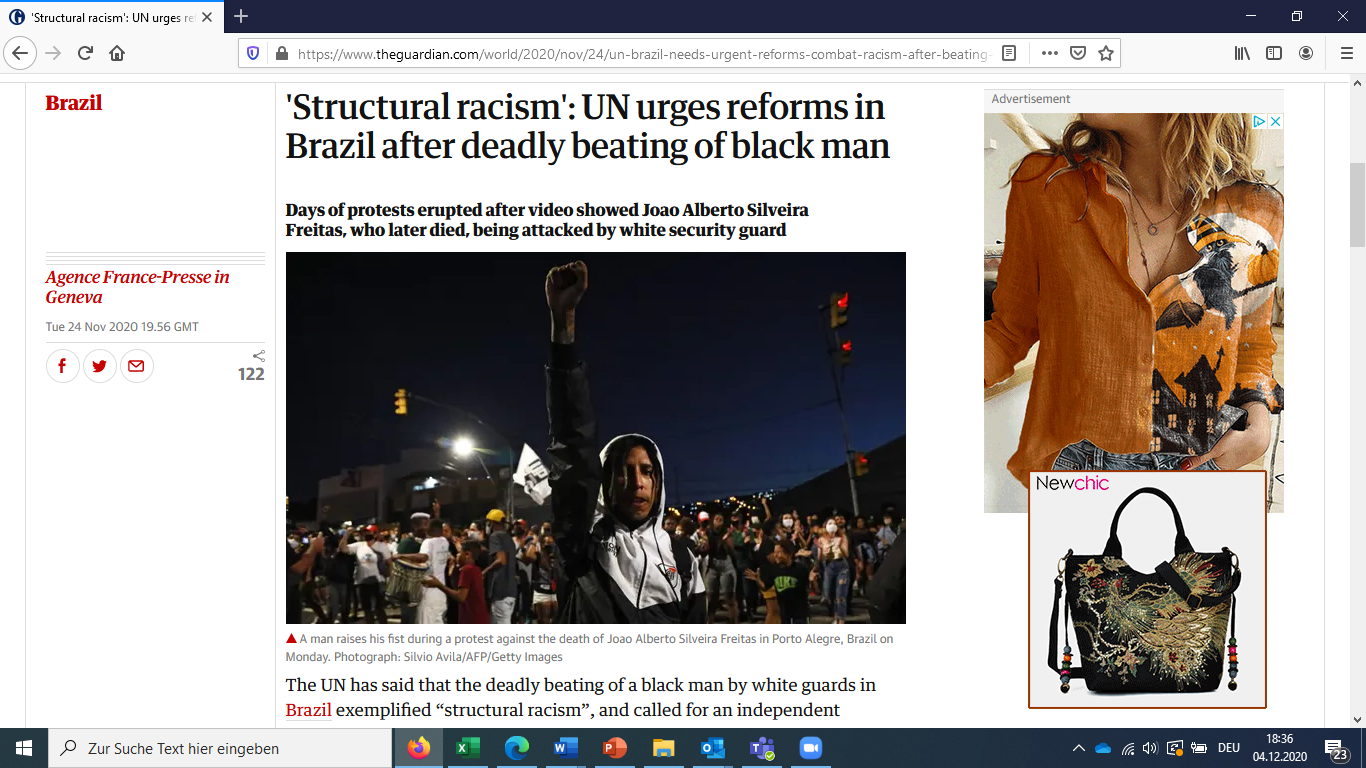 'Structural racism': UN urges re
https://www.theguardian.com/world/2020/nov/24/un-brazil-needs-urgent-reforms-combat-racism-after-beating-
Brazil
'Structural racism': UN urges reforms in
Brazil after deadly beating of black man
Days of protests erupted after video showed Joao Alberto Silveira
Freitas, who later died, being attacked by white security guard
Agence France-Presse in
Geneva
Tue 24 Nov 2020 19.56 GMT
122
A man raises his fist during a protest against the death of Joao Alberto Silveira Freitas in Porto Alegre, Brazil on
Monday. Photograph: Silvio Avila/AFP/Getty Images
The UN has said that the deadly beating of a black man by white guards in
Brazil exemplified “structural racism”, and called for an independent
Advertisement
Newchic
Zur Suche Text hier eingeben
DEU
18:36
04.12.2020
23